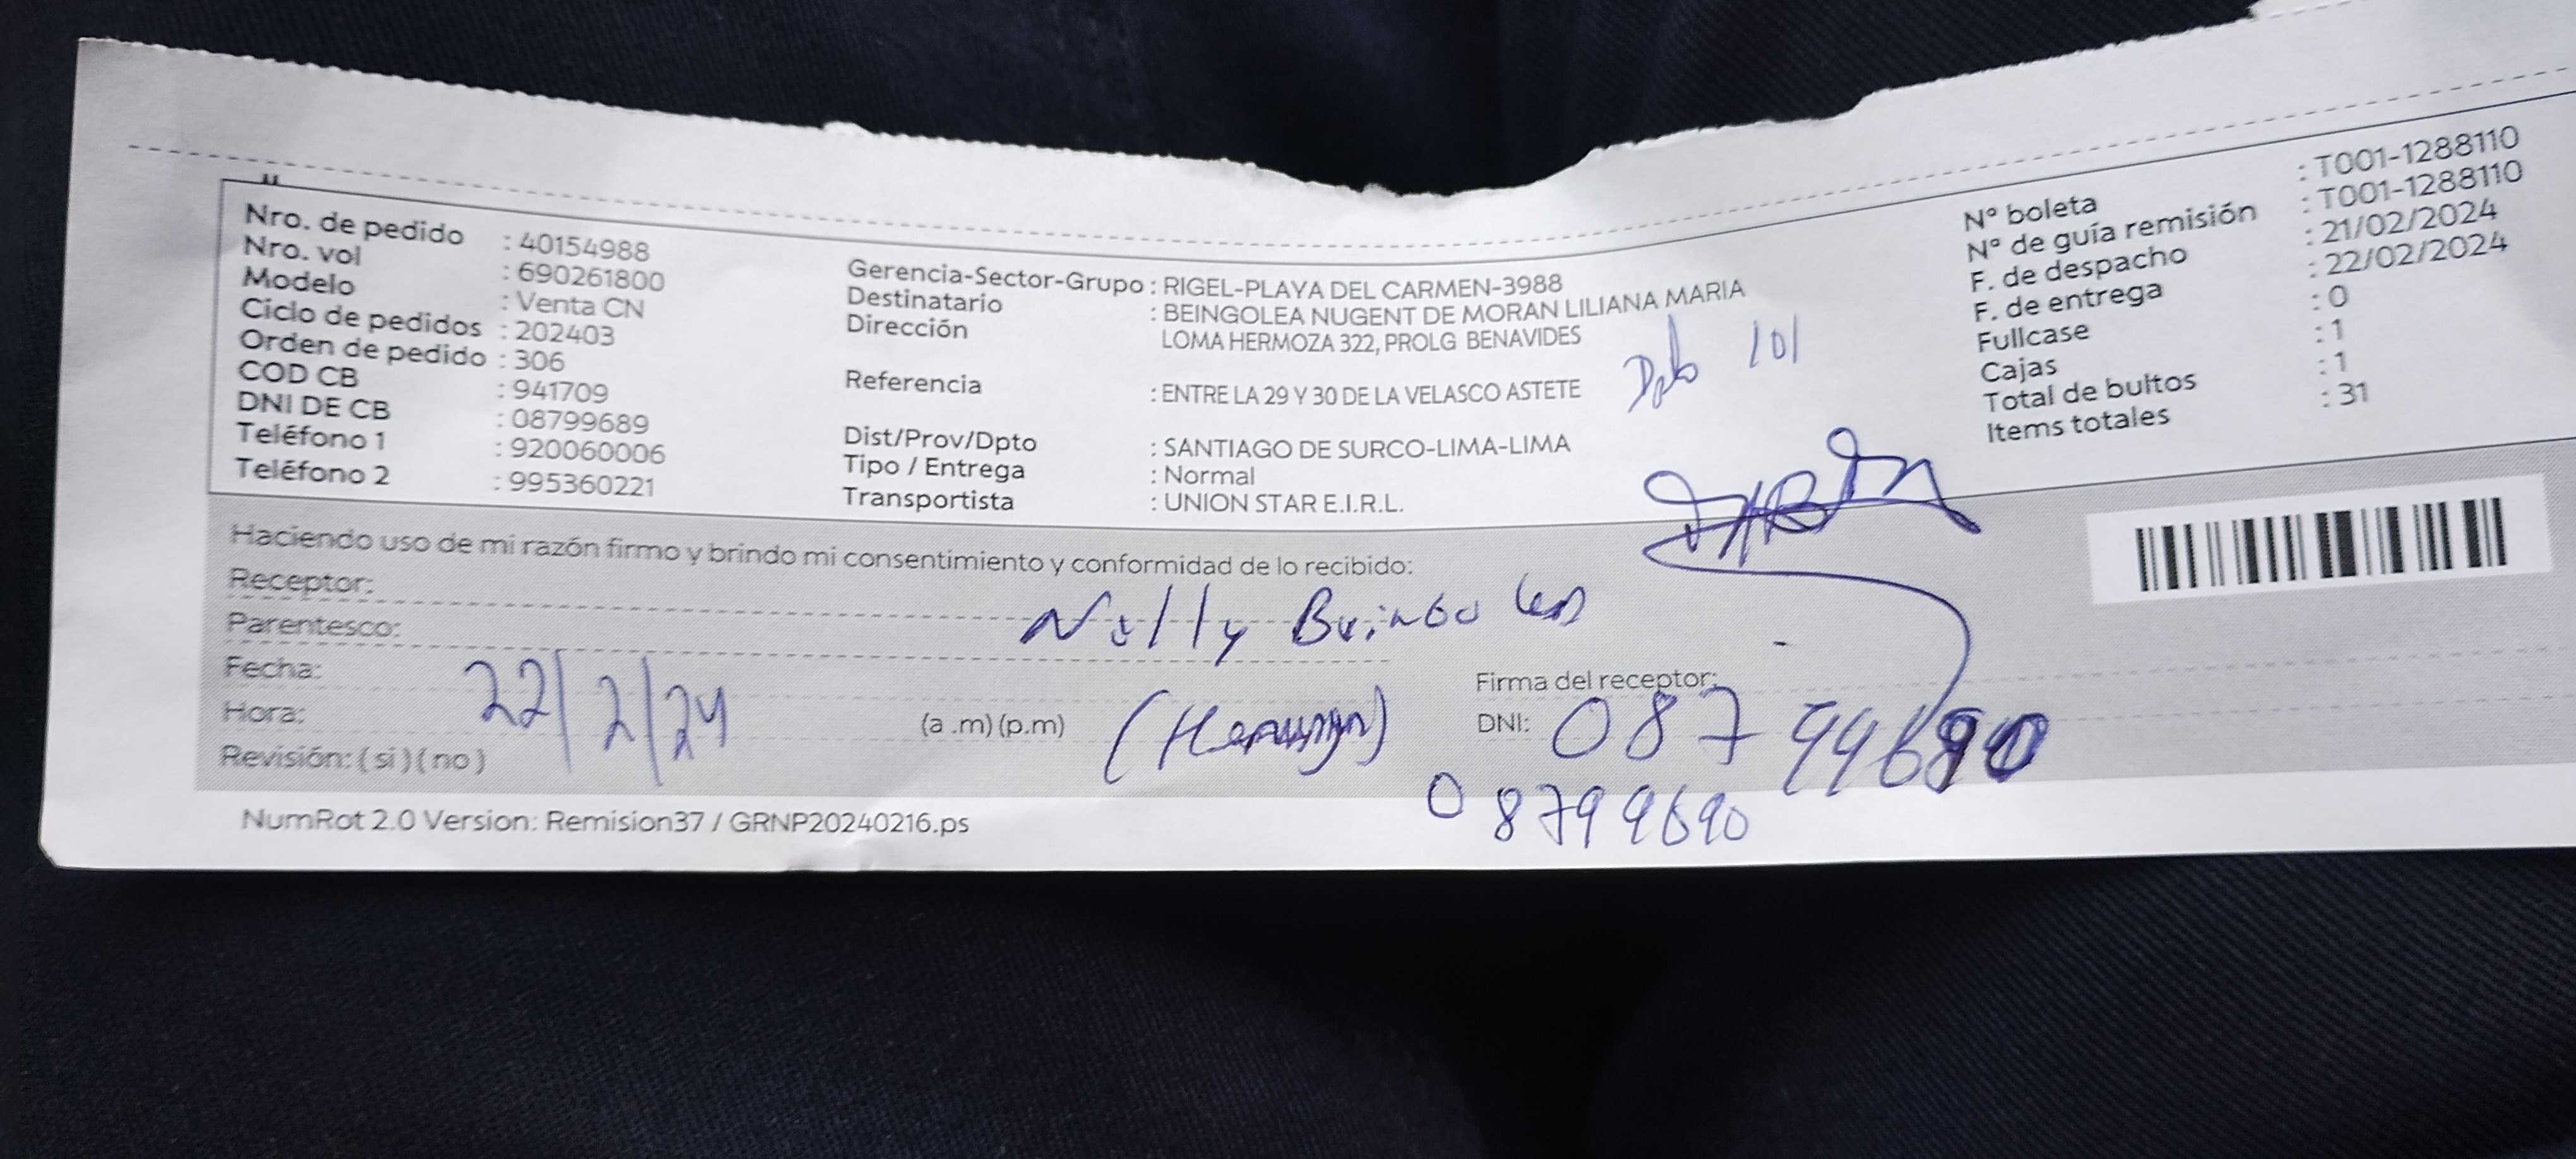 Nro. de pedido : 40154988
Nro. vol : 690261800
Modelo : Venta CN
Ciclo de pedidos : 202403
Orden de pedido : 306
COD CB : 941709
DNI DE CB : 08799689
Teléfono 1 : 920060006
Teléfono 2 : 995360221
Gerencia-Sector-Grupo : RIGEL-PLAYA DEL CARMEN-3988
Destinatario : BEINGOLEA NUGENT DE MORAN LILIANA MARIA
Dirección LOMA HERMOZA 322, PROLG BENAVIDES
Dpto 101
Referencia : ENTRE LA 29 Y 30 DE LA VELASCO ASTETE
Dist/Prov/Dpto : SANTIAGO DE SURCO-LIMA-LIMA
Tipo / Entrega : Normal
Transportista : UNION STAR E.I.R.L.
N° boleta : T001-1288110
N° de guía remisión : T001-1288110
F. de despacho : 21/02/2024
F. de entrega : 22/02/2024
Fullcase : 0
Cajas : 1
Total de bultos : 1
Items totales : 31
Haciendo uso de mi razón firmo y brindo mi consentimiento y conformidad de lo recibido:
Receptor:
Nelly
Parentesco:
Fecha: 22/2/24
Firma del receptor:
Hora: (a .m) (p.m)
DNI: 08799690
Revisión: ( si ) ( no )
08799690
NumRot 2.0 Version: Remision37 / GRNP20240216.ps